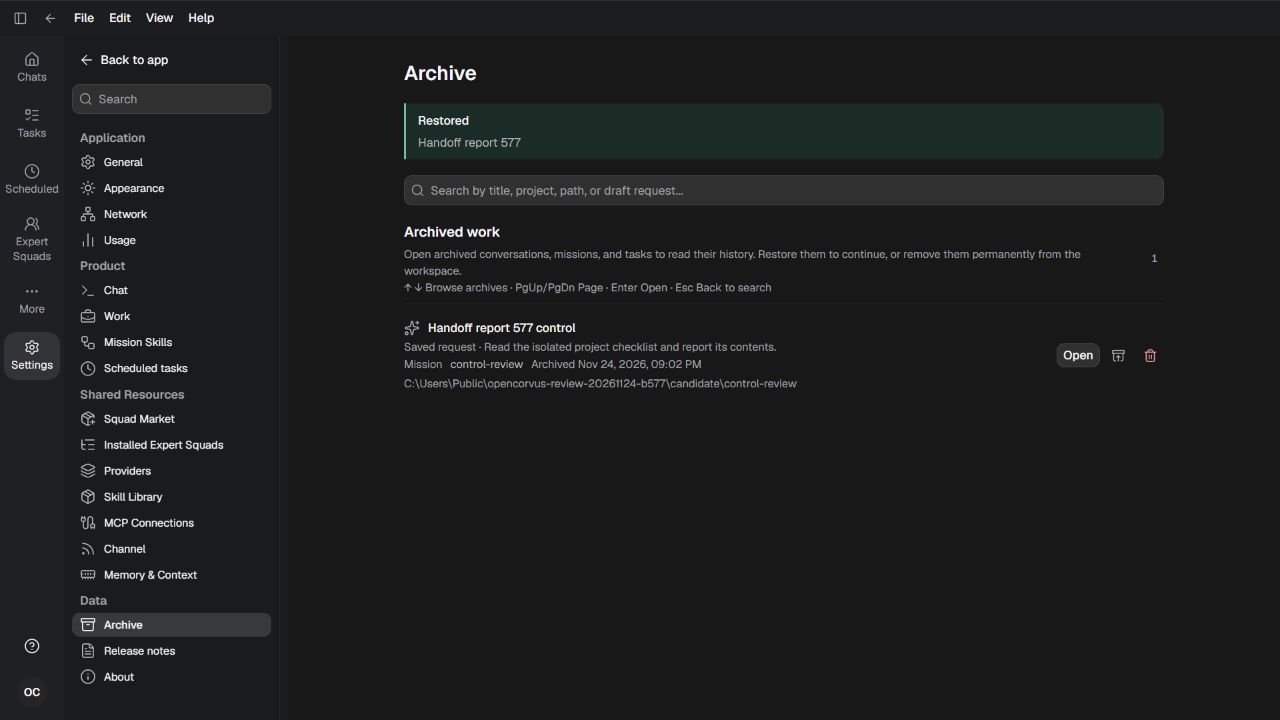 File Edit View Help
Chats
Tasks
Scheduled
Expert
Squads
More
Settings
OC
Back to app
Search
Application
General
Appearance
Network
Usage
Product
Chat
Work
Mission Skills
Scheduled tasks
Shared Resources
Squad Market
Installed Expert Squads
Providers
Skill Library
MCP Connections
Channel
Memory & Context
Data
Archive
Release notes
About
Archive
Restored
Handoff report 577
Search by title, project, path, or draft request...
Archived work
Open archived conversations, missions, and tasks to read their history. Restore them to continue, or remove them permanently from the
workspace.
1
↑↓ Browse archives · PgUp/PgDn Page · Enter Open · Esc Back to search
Handoff report 577 control
Saved request · Read the isolated project checklist and report its contents.
Mission control-review Archived Nov 24, 2026, 09:02 PM
C:\Users\Public\opencorvus-review-20261124-b577\candidate\control-review
Open